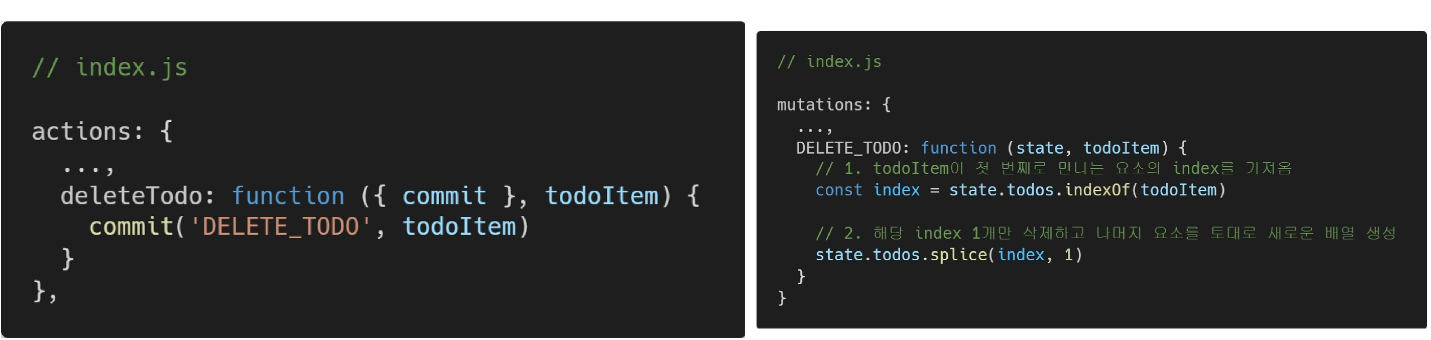 // index.js
actions: {
  ...,
  deleteTodo: function ({ commit }, todoItem) {
    commit('DELETE_TODO', todoItem)
  }
},
// index.js
mutations: {
  ...,
  DELETE_TODO: function (state, todoItem) {
    // 1. todoItem이 첫 번째로 만나는 요소의 index를 가져옴
    const index = state.todos.indexOf(todoItem)
    // 2. 해당 index 1개만 삭제하고 나머지 요소를 토대로 새로운 배열 생성
    state.todos.splice(index, 1)
  }
}